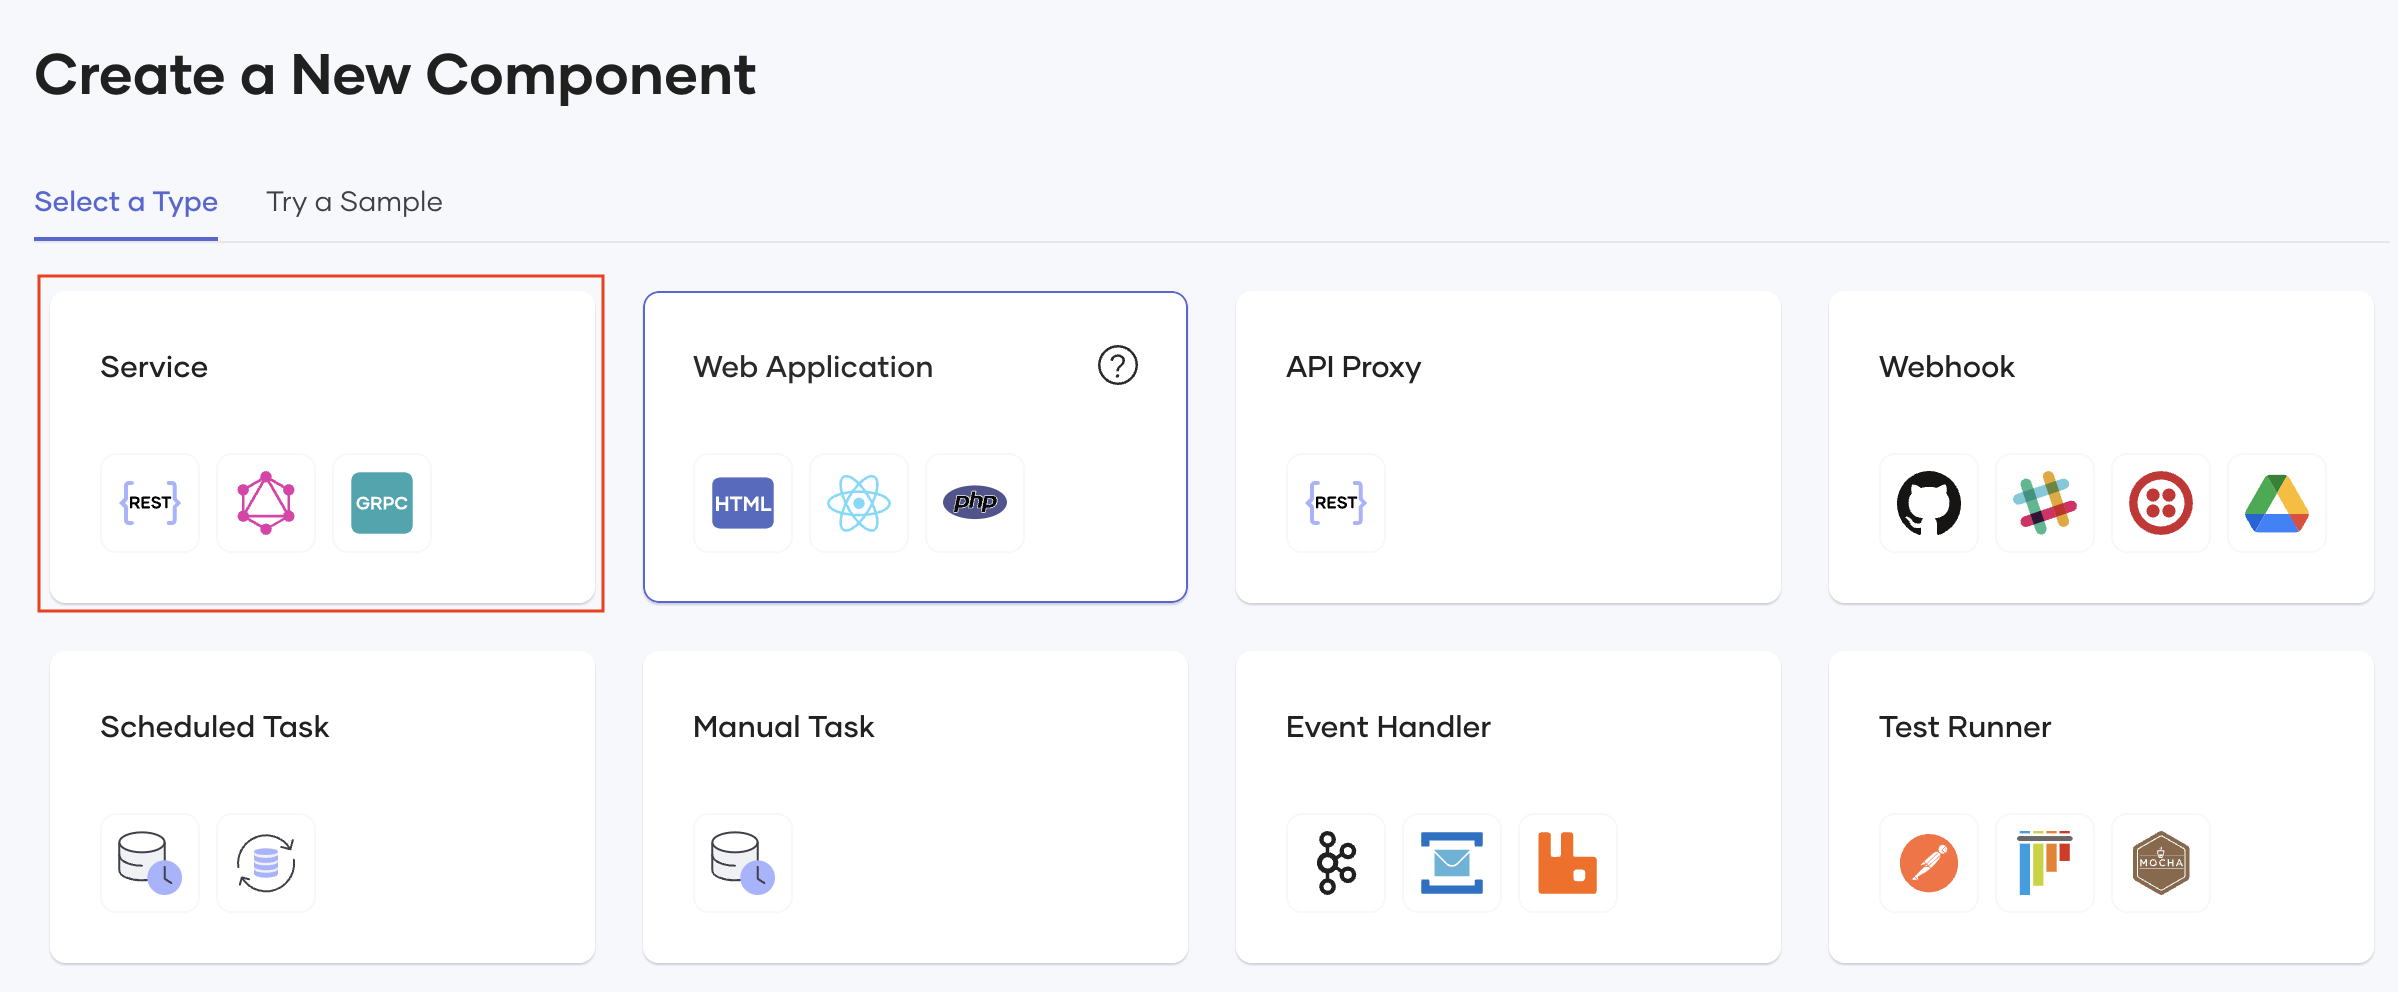 Create a New Component
Select a Type Try a Sample
Service Web Application ? API Proxy Webhook
{REST} GRPC HTML php {REST}
Scheduled Task Manual Task Event Handler Test Runner
MOCHA